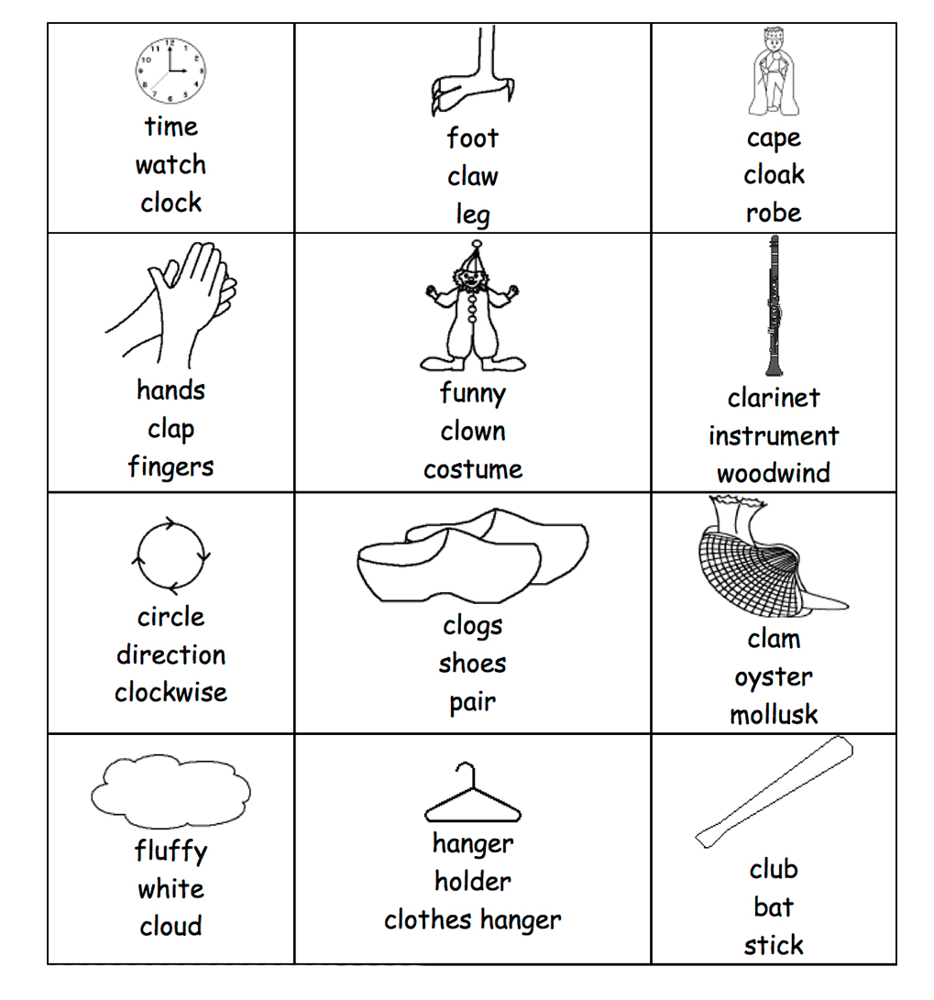 time
watch
clock
foot
claw
leg
cape
cloak
robe
hands
clap
fingers
funny
clown
costume
clarinet
instrument
woodwind
circle
direction
clockwise
clogs
shoes
pair
clam
oyster
mollusk
fluffy
white
cloud
hanger
holder
clothes hanger
club
bat
stick